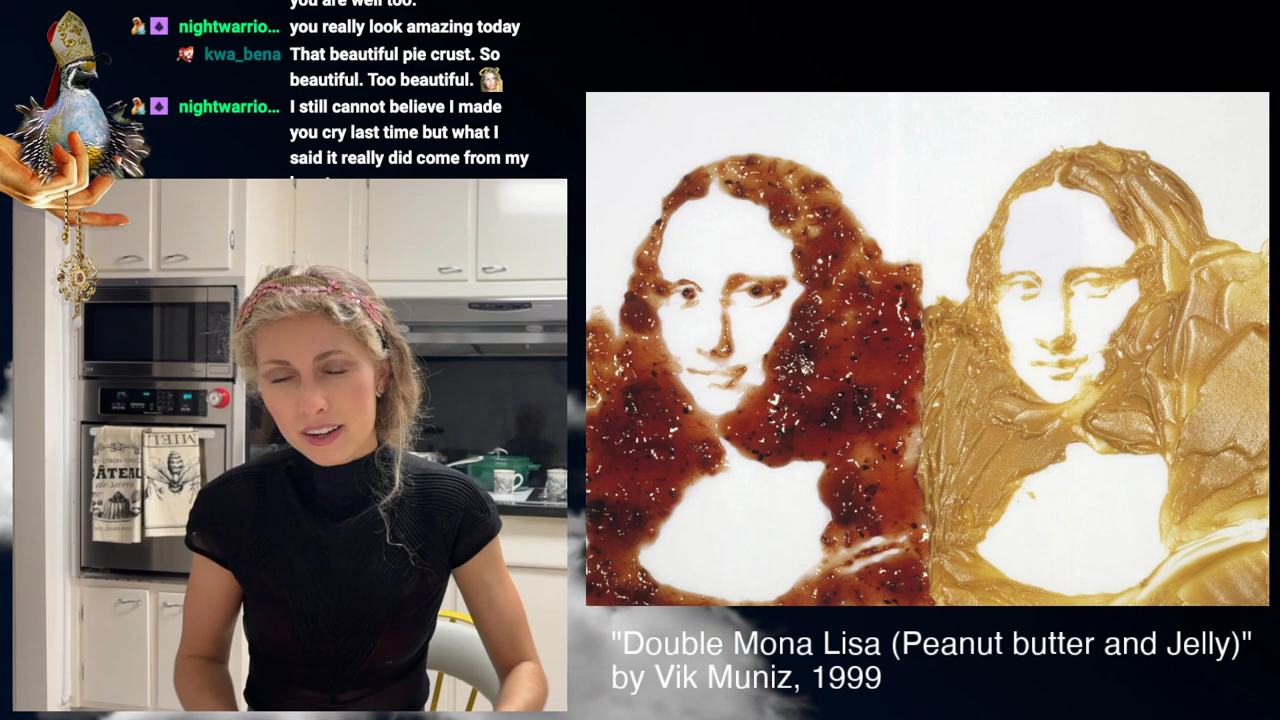 you are well too.
nightwarrio... you really look amazing today
kwa_bena That beautiful pie crust. So
beautiful. Too beautiful.
nightwarrio... I still cannot believe I made
you cry last time but what I
said it really did come from my
GÂTEAU
de savoie
MIEL
"Double Mona Lisa (Peanut butter and Jelly)"
by Vik Muniz, 1999